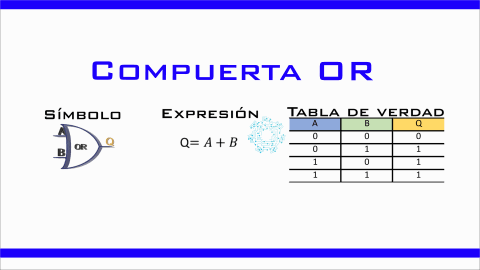 COMPUERTA OR
SÍMBOLO
A
B
OR
Q
EXPRESIÓN
Q= A + B
TABLA DE VERDAD
A B Q
0 0 0
0 1 1
1 0 1
1 1 1